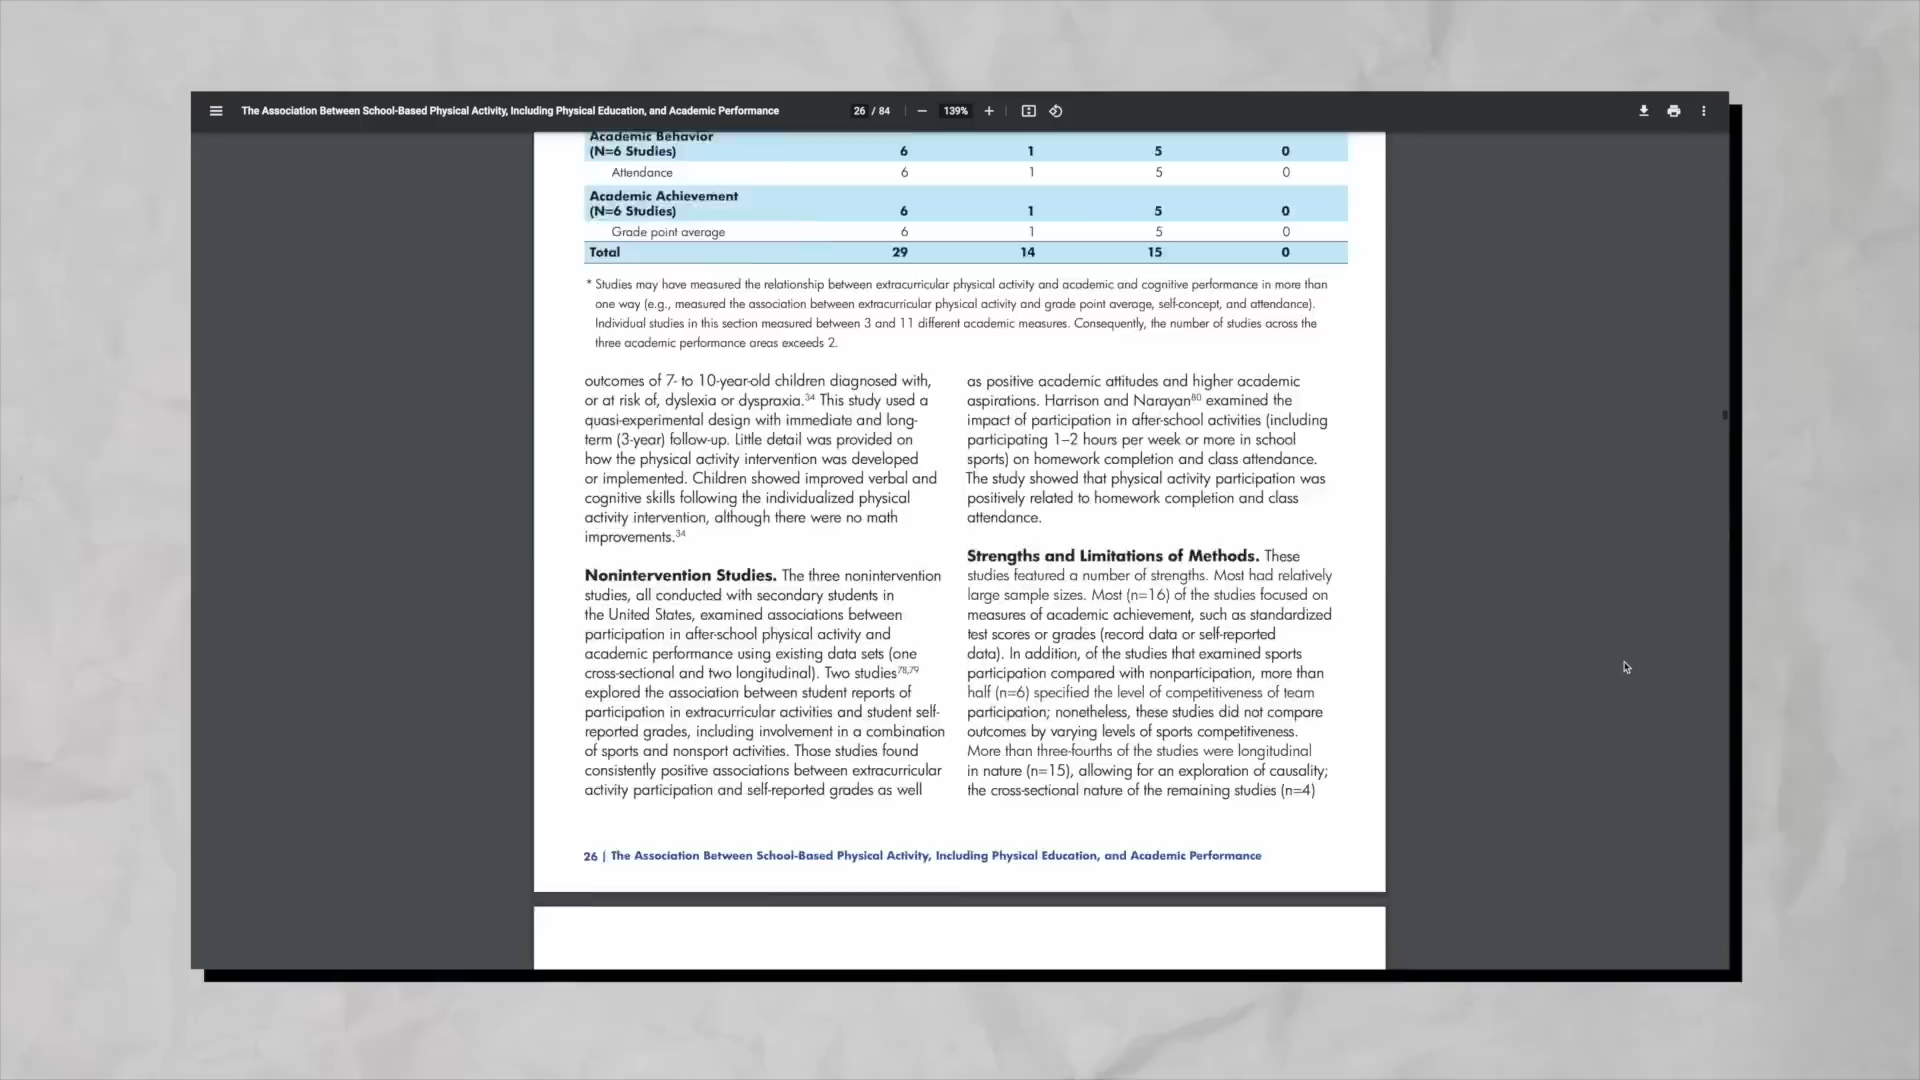 The Association Between School-Based Physical Activity, Including Physical Education, and Academic Performance
26 / 84
139%
Academic Behavior
(N=6 Studies) 6 1 5 0
Attendance 6 1 5 0
Academic Achievement
(N=6 Studies) 6 1 5 0
Grade point average 6 1 5 0
Total 29 14 15 0
* Studies may have measured the relationship between extracurricular physical activity and academic and cognitive performance in more than
one way (e.g., measured the association between extracurricular physical activity and grade point average, self-concept, and attendance).
Individual studies in this section measured between 3 and 11 different academic measures. Consequently, the number of studies across the
three academic performance areas exceeds 2.
outcomes of 7- to 10-year-old children diagnosed with,
or at risk of, dyslexia or dyspraxia.34 This study used a
quasi-experimental design with immediate and long-
term (3-year) follow-up. Little detail was provided on
how the physical activity intervention was developed
or implemented. Children showed improved verbal and
cognitive skills following the individualized physical
activity intervention, although there were no math
improvements.34
Nonintervention Studies. The three nonintervention
studies, all conducted with secondary students in
the United States, examined associations between
participation in after-school physical activity and
academic performance using existing data sets (one
cross-sectional and two longitudinal). Two studies78,79
explored the association between student reports of
participation in extracurricular activities and student self-
reported grades, including involvement in a combination
of sports and nonsport activities. Those studies found
consistently positive associations between extracurricular
activity participation and self-reported grades as well
as positive academic attitudes and higher academic
aspirations. Harrison and Narayan80 examined the
impact of participation in after-school activities (including
participating 1–2 hours per week or more in school
sports) on homework completion and class attendance.
The study showed that physical activity participation was
positively related to homework completion and class
attendance.
Strengths and Limitations of Methods. These
studies featured a number of strengths. Most had relatively
large sample sizes. Most (n=16) of the studies focused on
measures of academic achievement, such as standardized
test scores or grades (record data or self-reported
data). In addition, of the studies that examined sports
participation compared with nonparticipation, more than
half (n=6) specified the level of competitiveness of team
participation; nonetheless, these studies did not compare
outcomes by varying levels of sports competitiveness.
More than three-fourths of the studies were longitudinal
in nature (n=15), allowing for an exploration of causality;
the cross-sectional nature of the remaining studies (n=4)
26 | The Association Between School-Based Physical Activity, Including Physical Education, and Academic Performance